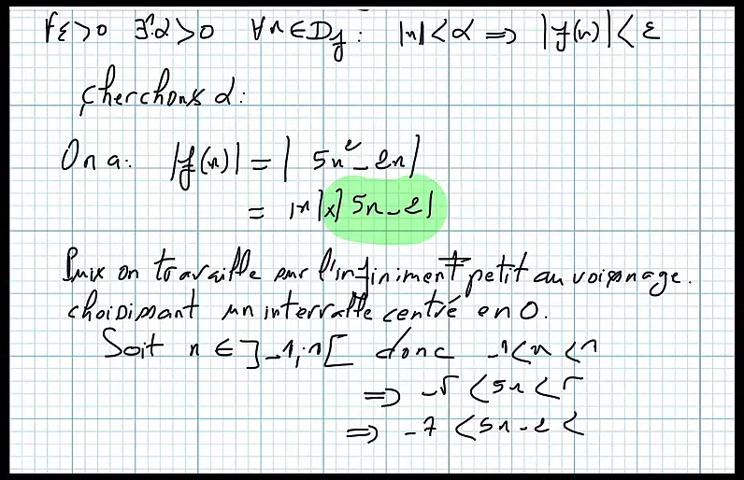 ∀ε>0 ∃α>0 ∀x∈D_f : |x|<α ⟹ |f(x)|<ε
cherchons α:
On a: |f(x)| = | 5x² - 2x|
= |x|×|5x-2|
Puix on travaille sur l'infiniment petit au voisinage.
choisissant un intervalle centré en 0.
Soit x ∈ ]-1;1[ donc -1<x<1
⟹ -5<5x<5
⟹ -7<5x-2<